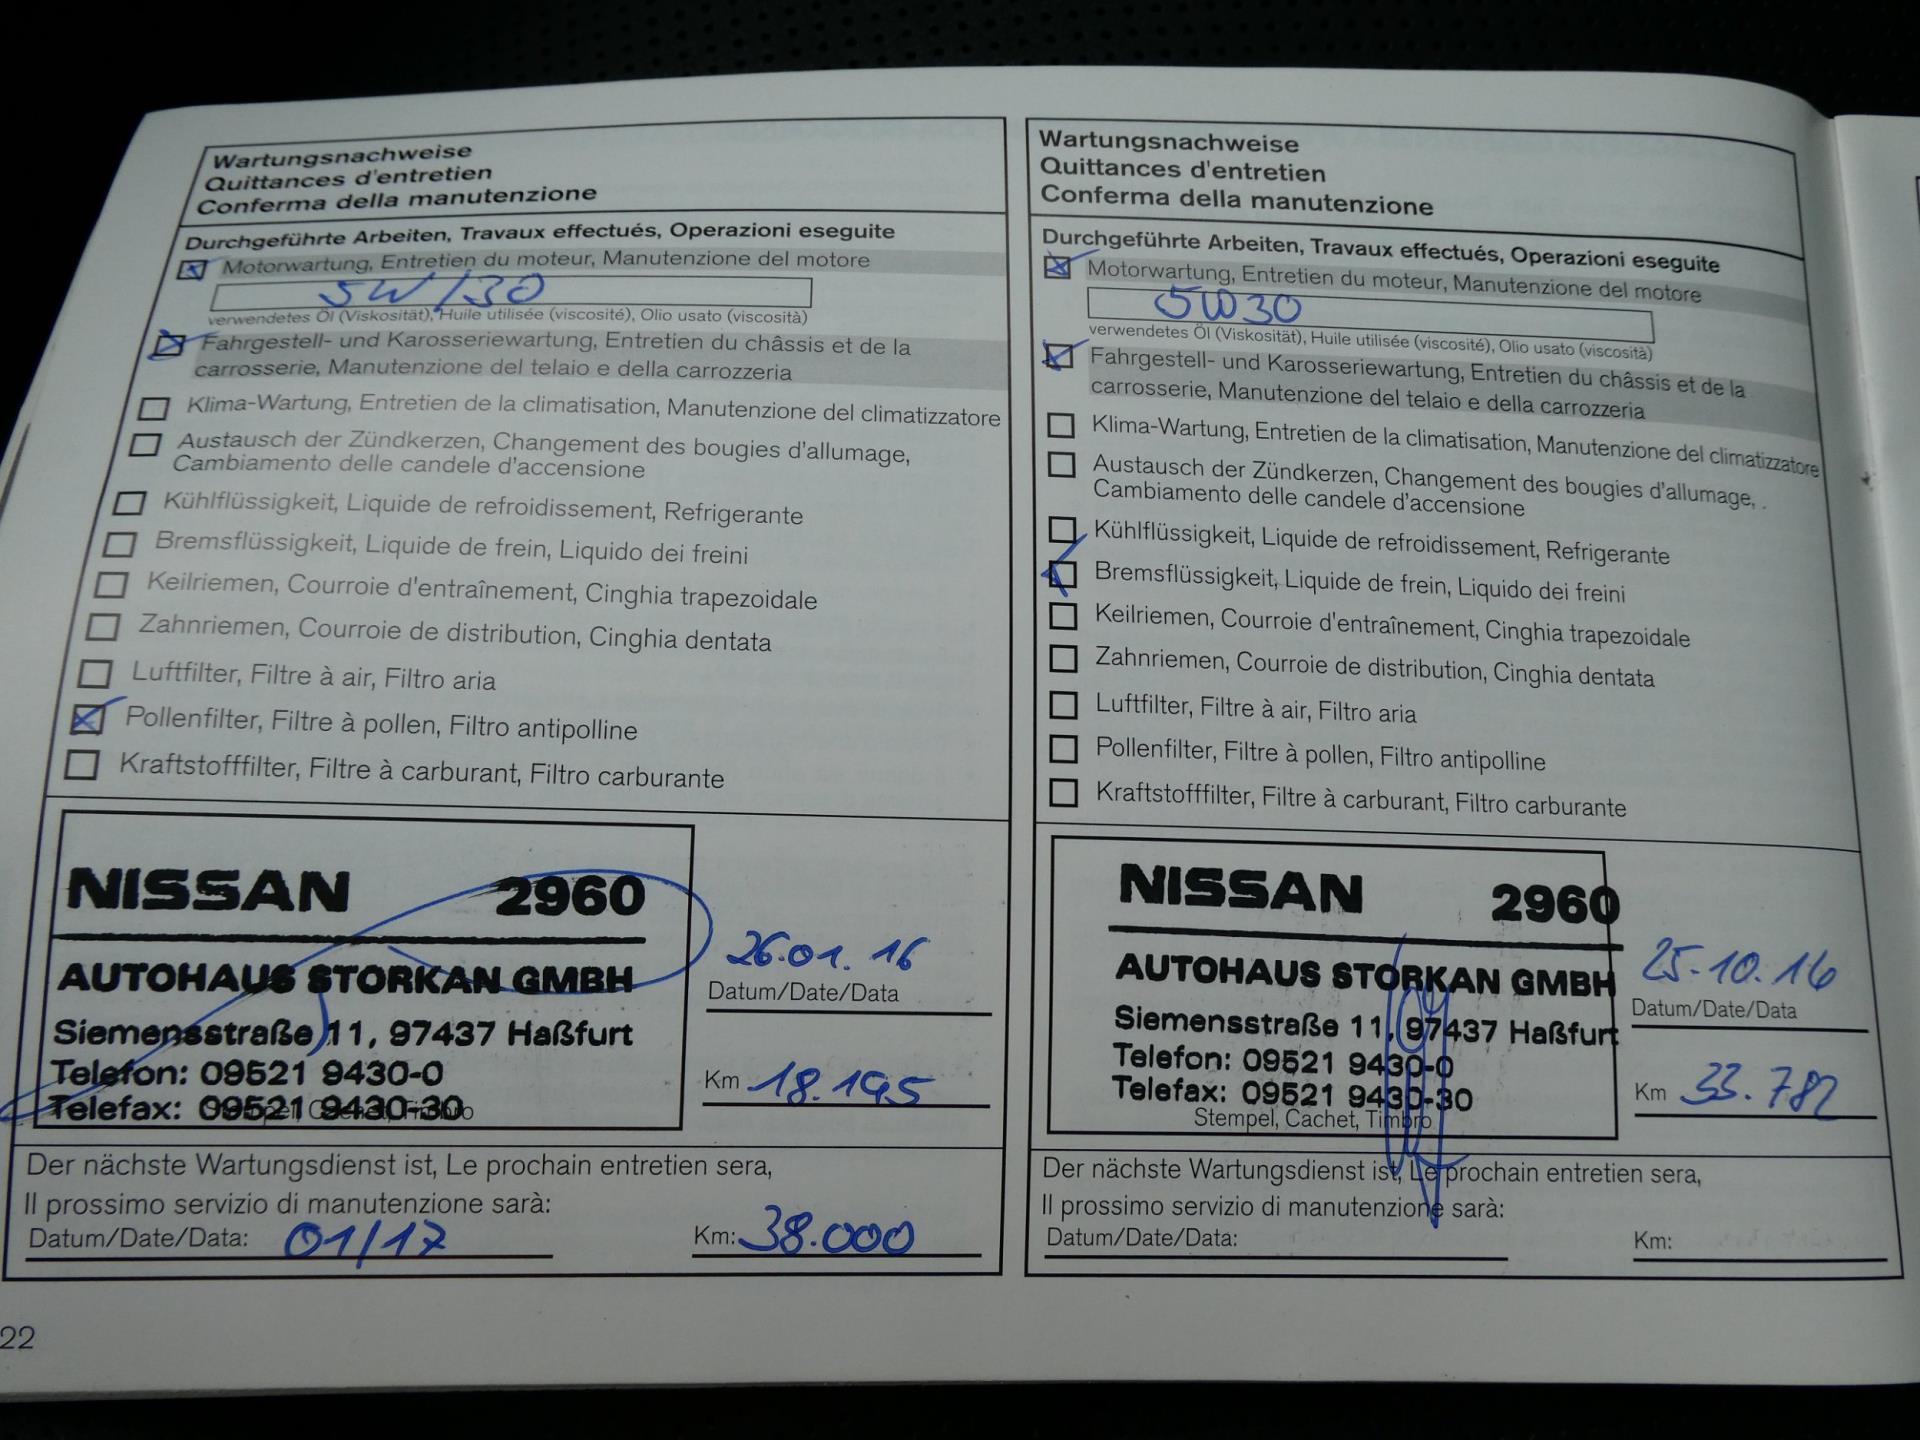 Wartungsnachweise
Quittances d'entretien
Conferma della manutenzione
Durchgeführte Arbeiten, Travaux effectués, Operazioni eseguite
Motorwartung, Entretien du moteur, Manutenzione del motore
5W/30
verwendetes Öl (Viskosität), Huile utilisée (viscosité), Olio usato (viscosità)
Fahrgestell- und Karosseriewartung, Entretien du châssis et de la
carrosserie, Manutenzione del telaio e della carrozzeria
Klima-Wartung, Entretien de la climatisation, Manutenzione del climatizzatore
Austausch der Zündkerzen, Changement des bougies d'allumage,
Cambiamento delle candele d'accensione
Kühlflüssigkeit, Liquide de refroidissement, Refrigerante
Bremsflüssigkeit, Liquide de frein, Liquido dei freini
Keilriemen, Courroie d'entraînement, Cinghia trapezoidale
Zahnriemen, Courroie de distribution, Cinghia dentata
Luftfilter, Filtre à air, Filtro aria
Pollenfilter, Filtre à pollen, Filtro antipolline
Kraftstofffilter, Filtre à carburant, Filtro carburante
NISSAN 2960
AUTOHAUS STORKAN GMBH
Siemensstraße 11, 97437 Haßfurt
Telefon: 09521 9430-0
Telefax: 09521 9430-30
Stempel, Cachet, Timbro
26.01.16
Datum/Date/Data
Km 18.195
Der nächste Wartungsdienst ist, Le prochain entretien sera,
Il prossimo servizio di manutenzione sarà:
Datum/Date/Data: 01/17 Km: 38.000
22
Wartungsnachweise
Quittances d'entretien
Conferma della manutenzione
Durchgeführte Arbeiten, Travaux effectués, Operazioni eseguite
Motorwartung, Entretien du moteur, Manutenzione del motore
5W30
verwendetes Öl (Viskosität), Huile utilisée (viscosité), Olio usato (viscosità)
Fahrgestell- und Karosseriewartung, Entretien du châssis et de la
carrosserie, Manutenzione del telaio e della carrozzeria
Klima-Wartung, Entretien de la climatisation, Manutenzione del climatizzatore
Austausch der Zündkerzen, Changement des bougies d'allumage,
Cambiamento delle candele d'accensione
Kühlflüssigkeit, Liquide de refroidissement, Refrigerante
Bremsflüssigkeit, Liquide de frein, Liquido dei freini
Keilriemen, Courroie d'entraînement, Cinghia trapezoidale
Zahnriemen, Courroie de distribution, Cinghia dentata
Luftfilter, Filtre à air, Filtro aria
Pollenfilter, Filtre à pollen, Filtro antipolline
Kraftstofffilter, Filtre à carburant, Filtro carburante
NISSAN 2960
AUTOHAUS STORKAN GMBH
Siemensstraße 11, 97437 Haßfurt
Telefon: 09521 9430-0
Telefax: 09521 9430-30
Stempel, Cachet, Timbro
25.10.16
Datum/Date/Data
Km 33.782
Der nächste Wartungsdienst ist, Le prochain entretien sera,
Il prossimo servizio di manutenzione sarà:
Datum/Date/Data: Km: